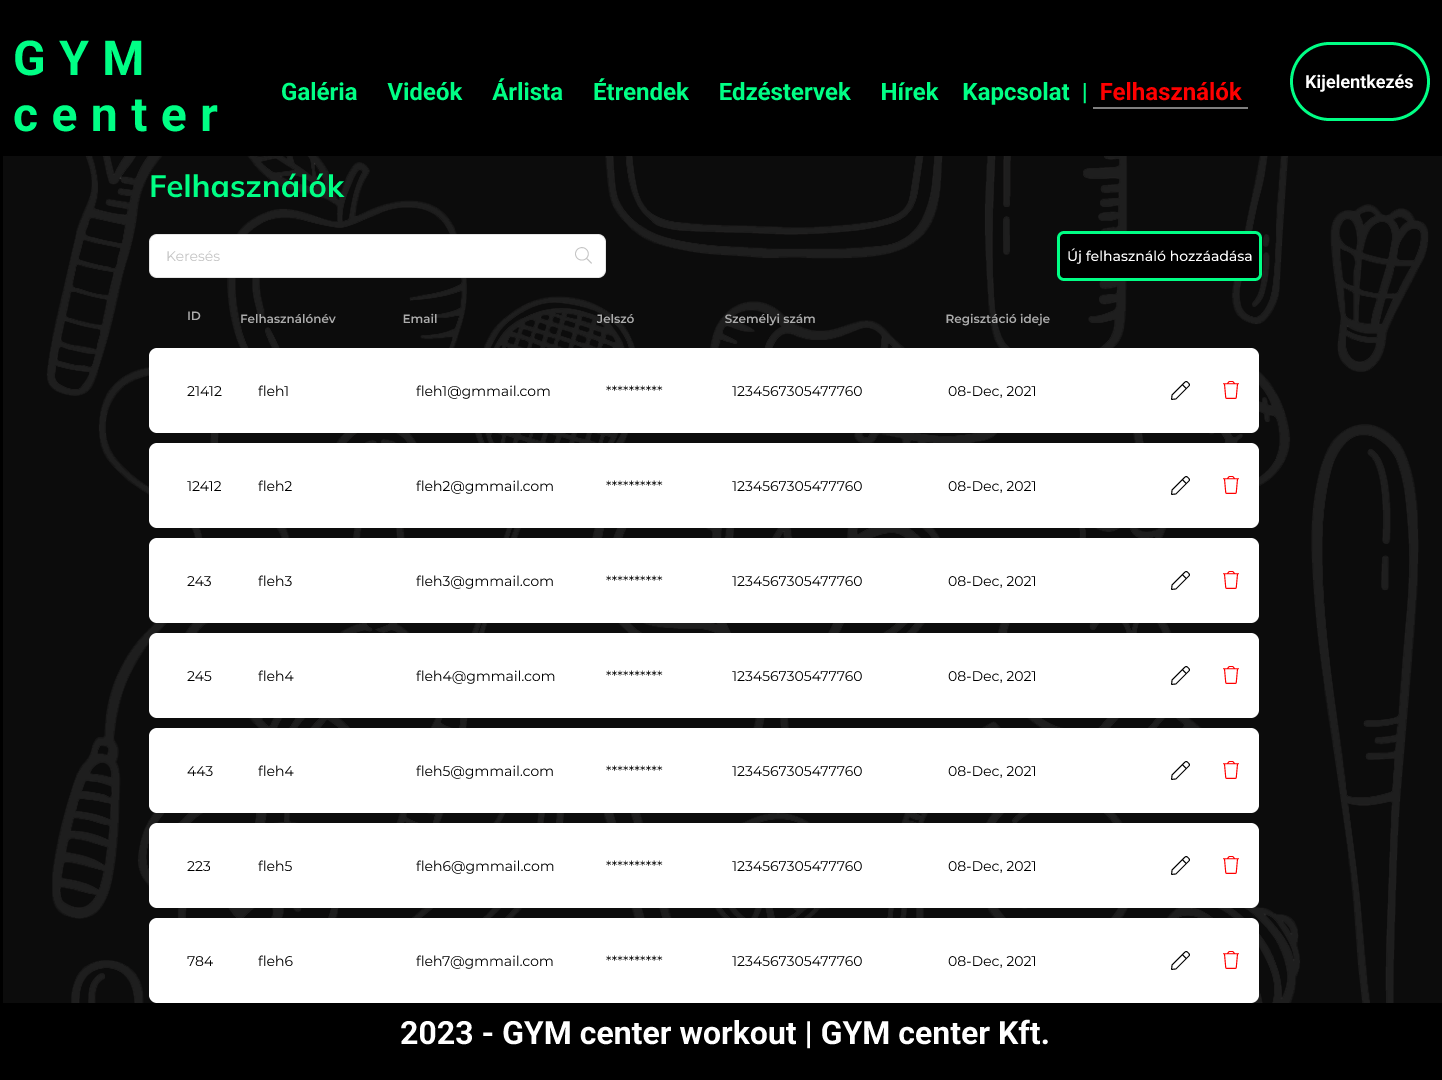 GYM
center
Galéria Videók Árlista Étrendek Edzéstervek Hírek Kapcsolat | Felhasználók
Kijelentkezés
Felhasználók
Keresés
Új felhasználó hozzáadása
ID Felhasználónév Email Jelszó Személyi szám Regisztáció ideje
21412 fleh1 fleh1@gmmail.com ********** 1234567305477760 08-Dec, 2021
12412 fleh2 fleh2@gmmail.com ********** 1234567305477760 08-Dec, 2021
243 fleh3 fleh3@gmmail.com ********** 1234567305477760 08-Dec, 2021
245 fleh4 fleh4@gmmail.com ********** 1234567305477760 08-Dec, 2021
443 fleh4 fleh5@gmmail.com ********** 1234567305477760 08-Dec, 2021
223 fleh5 fleh6@gmmail.com ********** 1234567305477760 08-Dec, 2021
784 fleh6 fleh7@gmmail.com ********** 1234567305477760 08-Dec, 2021
2023 - GYM center workout | GYM center Kft.